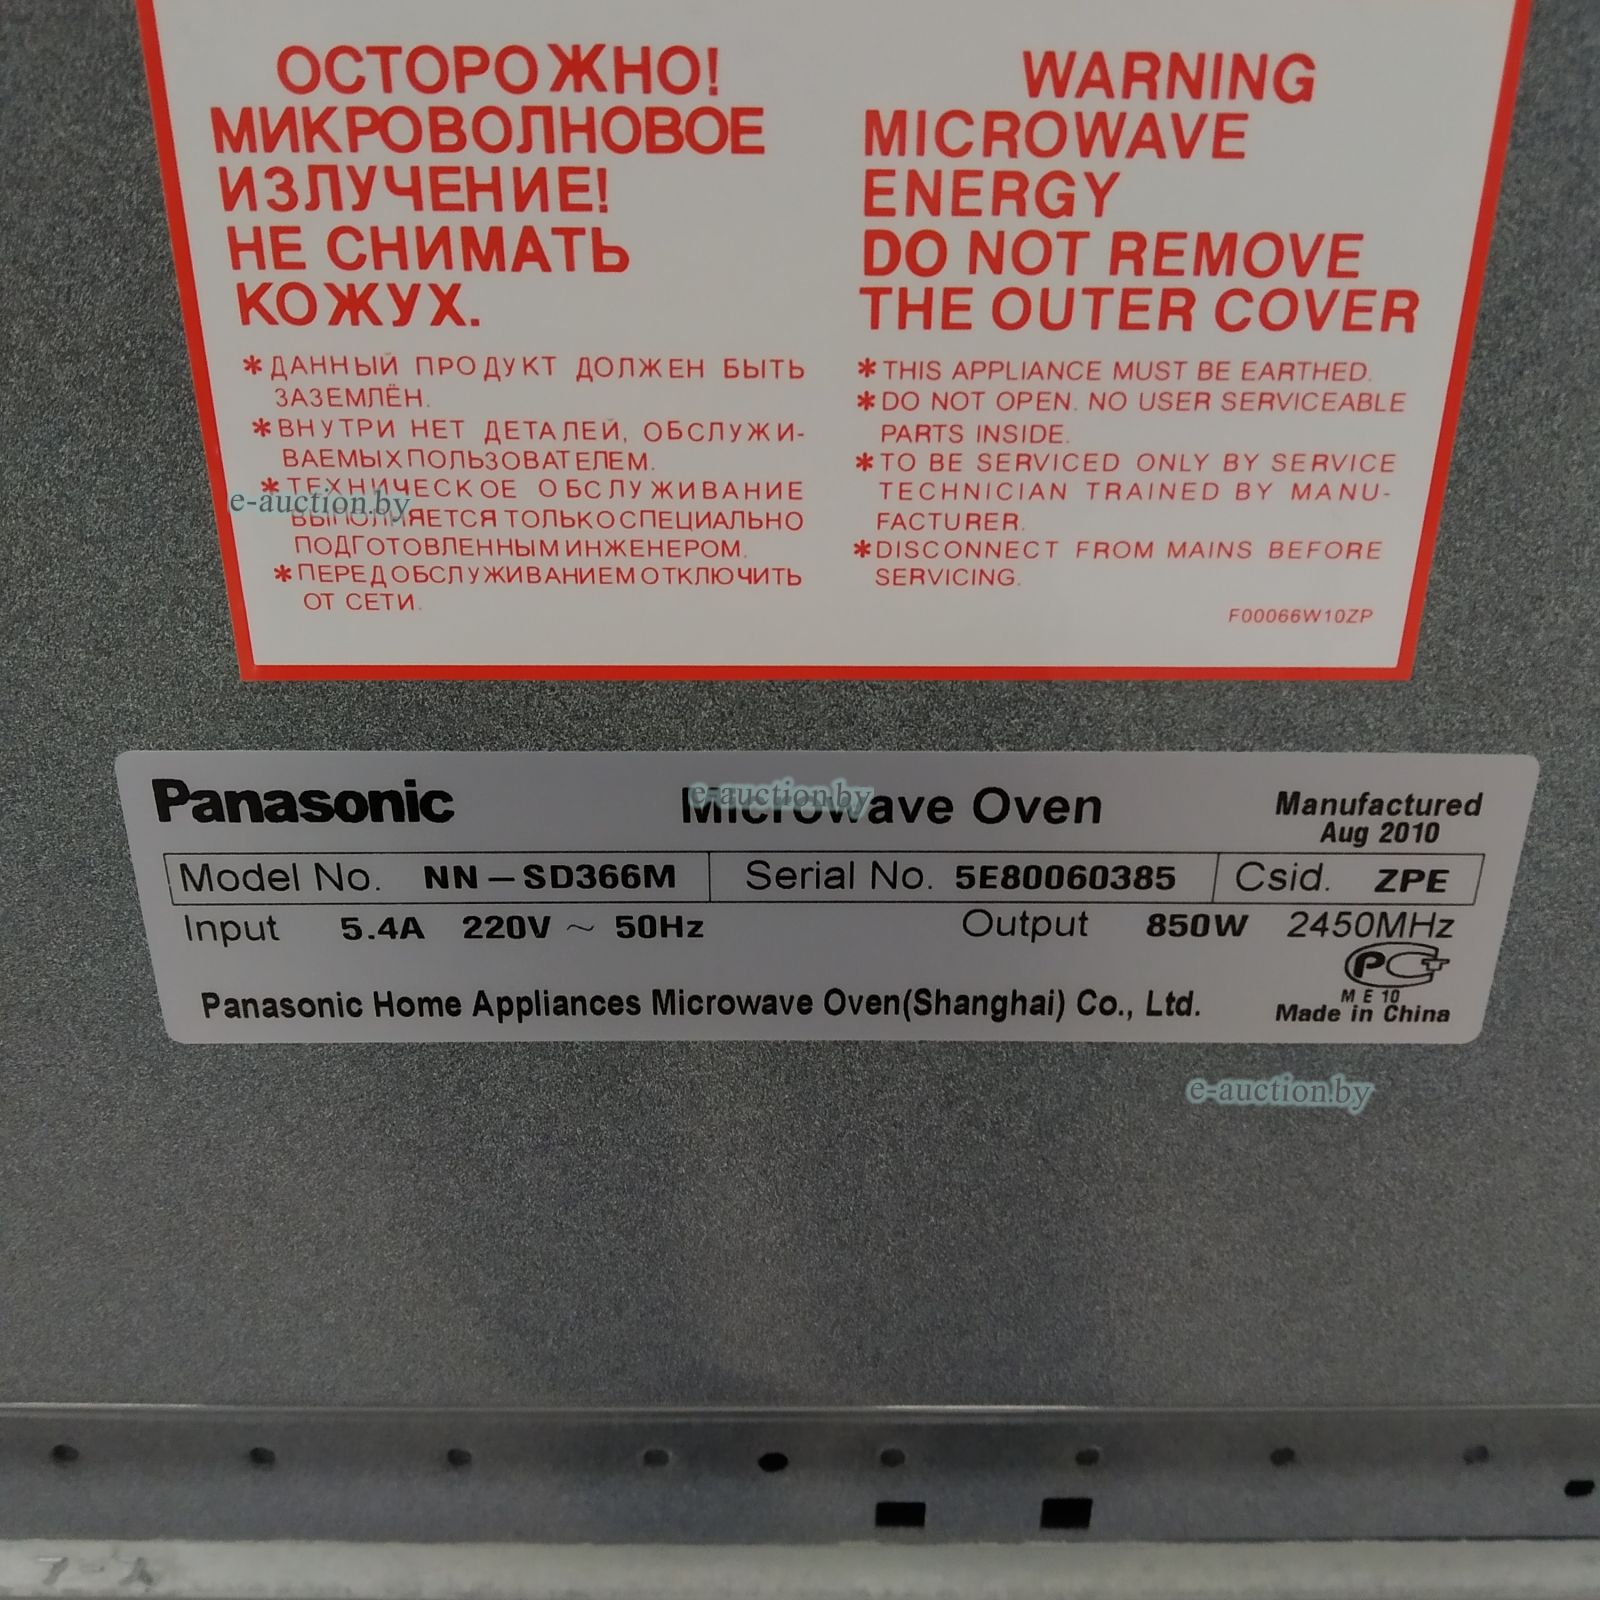 ОСТОРОЖНО!
МИКРОВОЛНОВОЕ
ИЗЛУЧЕНИЕ!
НЕ СНИМАТЬ
КОЖУХ.
*ДАННЫЙ ПРОДУКТ ДОЛЖЕН БЫТЬ
ЗАЗЕМЛЁН.
*ВНУТРИ НЕТ ДЕТАЛЕЙ, ОБСЛУЖИ-
ВАЕМЫХ ПОЛЬЗОВАТЕЛЕМ.
*ТЕХНИЧЕСКОЕ ОБСЛУЖИВАНИЕ
ВЫПОЛНЯЕТСЯ ТОЛЬКО СПЕЦИАЛЬНО
ПОДГОТОВЛЕННЫМ ИНЖЕНЕРОМ.
*ПЕРЕД ОБСЛУЖИВАНИЕМ ОТКЛЮЧИТЬ
ОТ СЕТИ.
WARNING
MICROWAVE
ENERGY
DO NOT REMOVE
THE OUTER COVER
*THIS APPLIANCE MUST BE EARTHED.
*DO NOT OPEN. NO USER SERVICEABLE
PARTS INSIDE.
*TO BE SERVICED ONLY BY SERVICE
TECHNICIAN TRAINED BY MANU-
FACTURER.
*DISCONNECT FROM MAINS BEFORE
SERVICING.
F00066W10ZP
e-auction.by
Panasonic Microwave Oven Manufactured
Aug 2010
e-auction.by
Model No. NN-SD366M Serial No. 5E80060385 Csid. ZPE
Input 5.4A 220V ~ 50Hz Output 850W 2450MHz
РСТ
ME10
Panasonic Home Appliances Microwave Oven(Shanghai) Co., Ltd. Made in China
e-auction.by